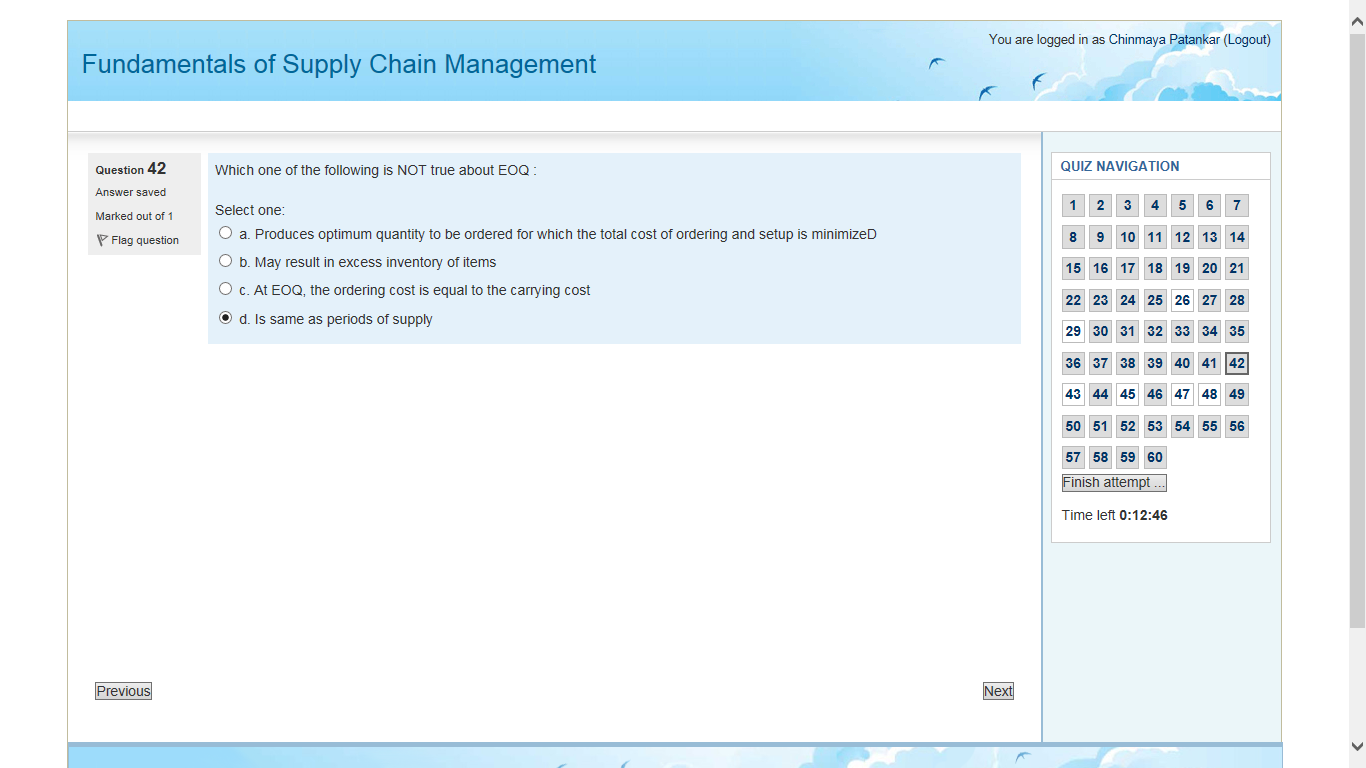 You are logged in as Chinmaya Patankar (Logout)
Fundamentals of Supply Chain Management
Question 42
Answer saved
Marked out of 1
Flag question
Which one of the following is NOT true about EOQ :
Select one:
a. Produces optimum quantity to be ordered for which the total cost of ordering and setup is minimizeD
b. May result in excess inventory of items
c. At EOQ, the ordering cost is equal to the carrying cost
d. Is same as periods of supply
QUIZ NAVIGATION
1 2 3 4 5 6 7
8 9 10 11 12 13 14
15 16 17 18 19 20 21
22 23 24 25 26 27 28
29 30 31 32 33 34 35
36 37 38 39 40 41 42
43 44 45 46 47 48 49
50 51 52 53 54 55 56
57 58 59 60
Finish attempt ...
Time left 0:12:46
Previous
Next